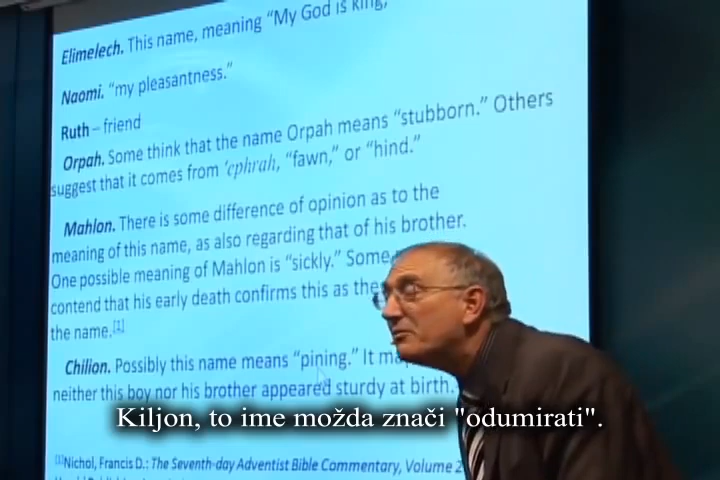 Elimelech. This name, meaning “My God is king,
Naomi. “my pleasantness.”
Ruth – friend
Orpah. Some think that the name Orpah means “stubborn.” Others
suggest that it comes from ‘ephrah, “fawn,” or “hind.”
Mahlon. There is some difference of opinion as to the
meaning of this name, as also regarding that of his brother.
One possible meaning of Mahlon is “sickly.” Some
contend that his early death confirms this as the
the name.[1]
Chilion. Possibly this name means “pining.” It
neither this boy nor his brother appeared sturdy at birth.
Kiljon, to ime možda znači "odumirati".
[1]Nichol, Francis D.: The Seventh-day Adventist Bible Commentary, Volume 2